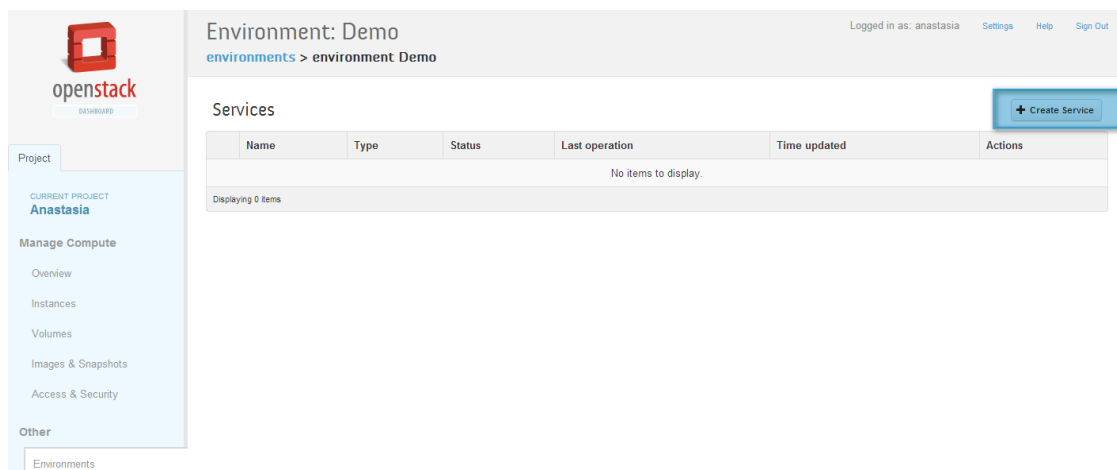 openstack
DASHBOARD
Project
CURRENT PROJECT
Anastasia
Manage Compute
Overview
Instances
Volumes
Images & Snapshots
Access & Security
Other
Environments
Environment: Demo
environments > environment Demo
Logged in as: anastasia Settings Help Sign Out
Services
+ Create Service
Name Type Status Last operation Time updated Actions
No items to display.
Displaying 0 items